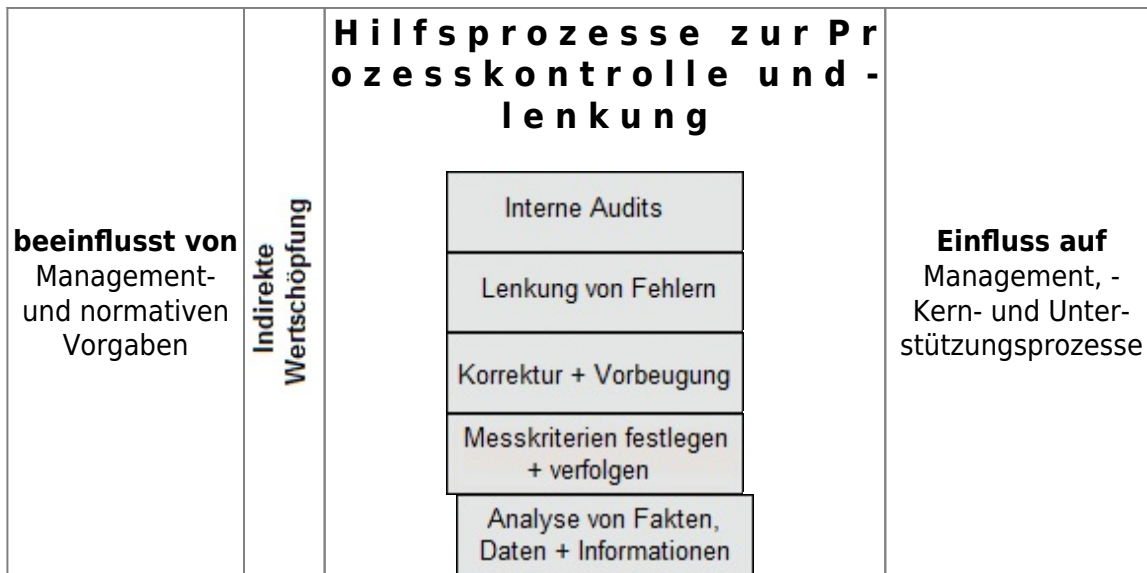 beeinflusst von
Management-
und normativen
Vorgaben
Indirekte
Wertschöpfung
Hilfsprozesse zur Pr
ozesskontrolle und -
lenkung
Interne Audits
Lenkung von Fehlern
Korrektur + Vorbeugung
Messkriterien festlegen
+ verfolgen
Analyse von Fakten,
Daten + Informationen
Einfluss auf
Management, -
Kern- und Unter-
stützungsprozesse